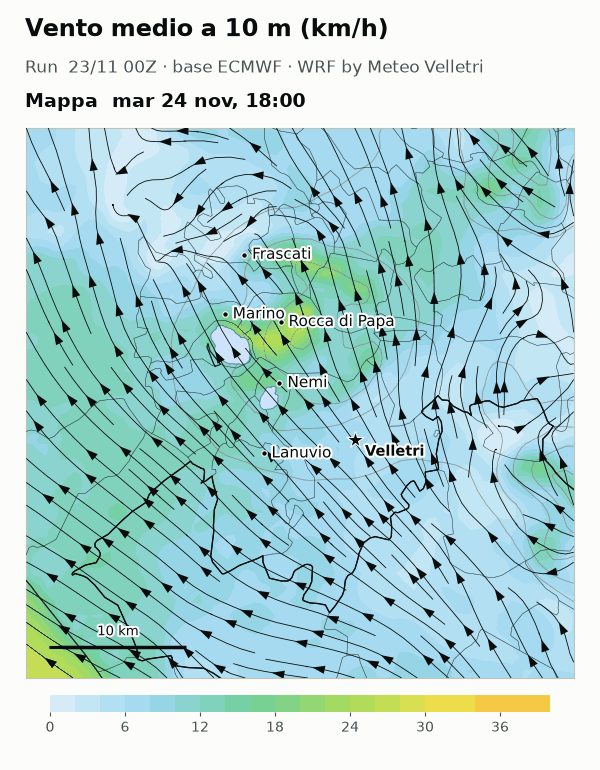 Vento medio a 10 m (km/h)
Run 23/11 00Z · base ECMWF · WRF by Meteo Velletri
Mappa mar 24 nov, 18:00
Frascati
Marino
Rocca di Papa
Nemi
Velletri
Lanuvio
10 km
0 6 12 18 24 30 36